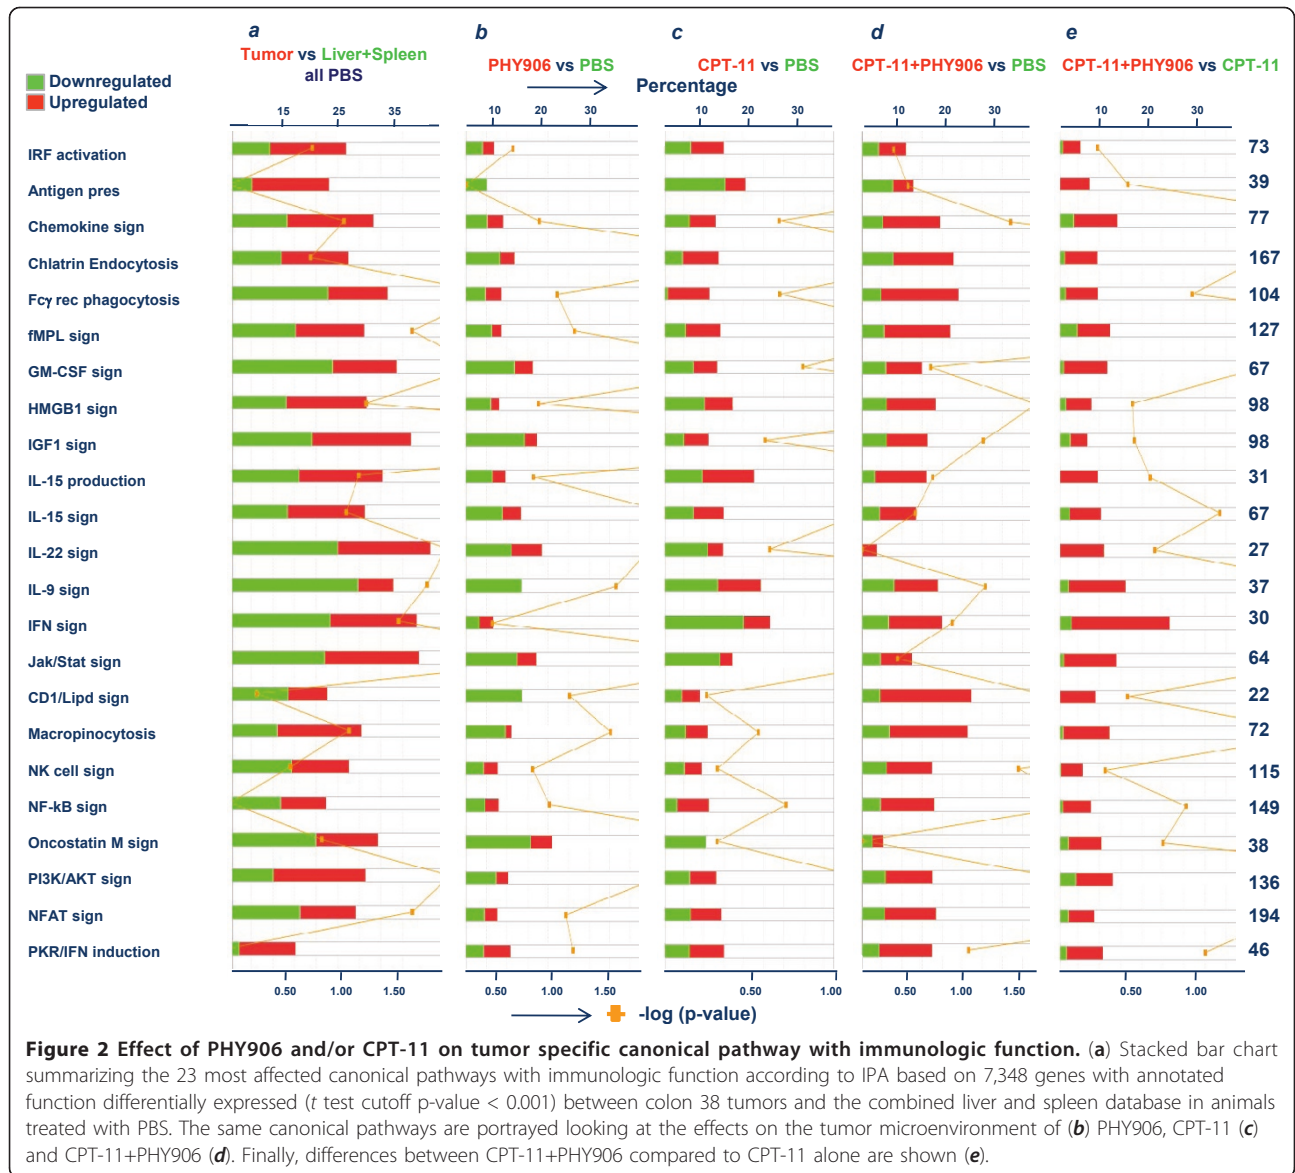 a
Tumor vs Liver+Spleen
all PBS
b
PHY906 vs PBS
c
CPT-11 vs PBS
d
CPT-11+PHY906 vs PBS
e
CPT-11+PHY906 vs CPT-11
Downregulated
Upregulated
Percentage
15 25 35
10 20 30
10 20 30
10 20 30
10 20 30
IRF activation 73
Antigen pres 39
Chemokine sign 77
Chlatrin Endocytosis 167
Fcγ rec phagocytosis 104
fMPL sign 127
GM-CSF sign 67
HMGB1 sign 98
IGF1 sign 98
IL-15 production 31
IL-15 sign 67
IL-22 sign 27
IL-9 sign 37
IFN sign 30
Jak/Stat sign 64
CD1/Lipd sign 22
Macropinocytosis 72
NK cell sign 115
NF-kB sign 149
Oncostatin M sign 38
PI3K/AKT sign 136
NFAT sign 194
PKR/IFN induction 46
0.50 1.00 1.50
0.50 1.00 1.50
0.50 1.00
0.50 1.00 1.50
0.50 1.00
-log (p-value)
Figure 2 Effect of PHY906 and/or CPT-11 on tumor specific canonical pathway with immunologic function. (a) Stacked bar chart
summarizing the 23 most affected canonical pathways with immunologic function according to IPA based on 7,348 genes with annotated
function differentially expressed (t test cutoff p-value < 0.001) between colon 38 tumors and the combined liver and spleen database in animals
treated with PBS. The same canonical pathways are portrayed looking at the effects on the tumor microenvironment of (b) PHY906, CPT-11 (c)
and CPT-11+PHY906 (d). Finally, differences between CPT-11+PHY906 compared to CPT-11 alone are shown (e).